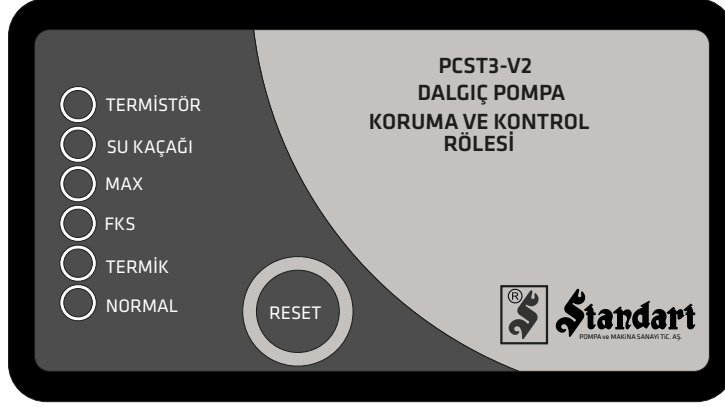 TERMİSTÖR
SU KAÇAĞI
MAX
FKS
TERMİK
NORMAL
RESET
PCST3-V2
DALGIÇ POMPA
KORUMA VE KONTROL
RÖLESİ
®
Standart
POMPA ve MAKİNA SANAYİ TİC. AŞ.